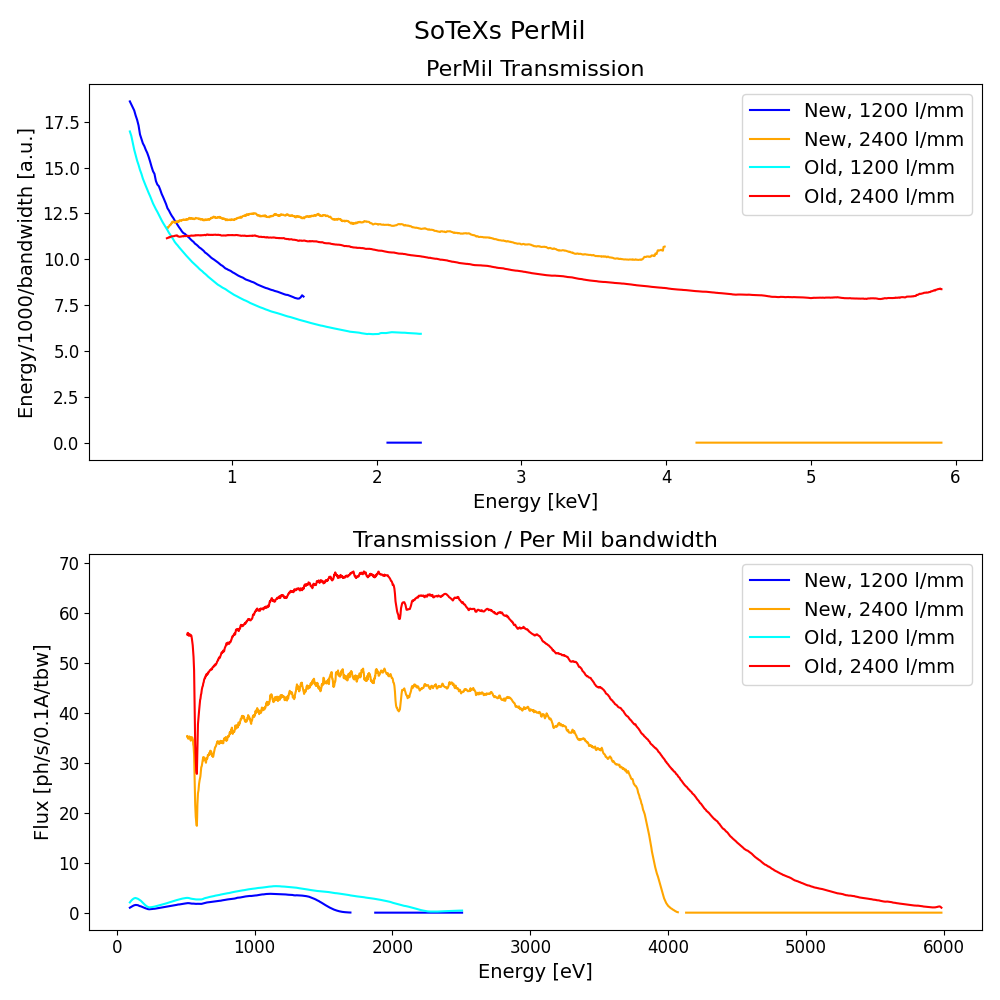 SoTeXs PerMil
PerMil Transmission
Energy/1000/bandwidth [a.u.]
17.5
15.0
12.5
10.0
7.5
5.0
2.5
0.0
New, 1200 l/mm
New, 2400 l/mm
Old, 1200 l/mm
Old, 2400 l/mm
1 2 3 4 5 6
Energy [keV]
Transmission / Per Mil bandwidth
Flux [ph/s/0.1A/tbw]
70
60
50
40
30
20
10
0
New, 1200 l/mm
New, 2400 l/mm
Old, 1200 l/mm
Old, 2400 l/mm
0 1000 2000 3000 4000 5000 6000
Energy [eV]